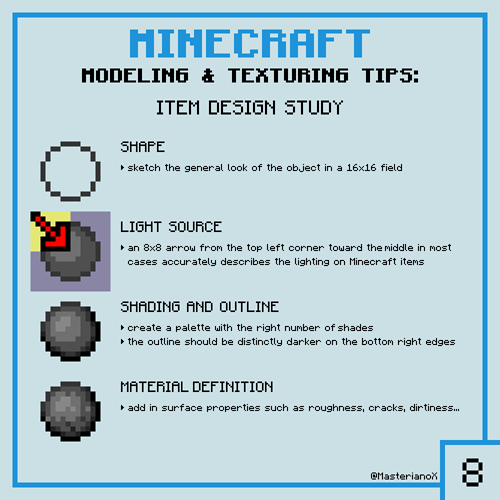 MINECRAFT
MODELING & TEXTURING TIPS:
ITEM DESIGN STUDY
SHAPE
sketch the general look of the object in a 16x16 field
LIGHT SOURCE
an 8x8 arrow from the top left corner toward the middle in most
cases accurately describes the lighting on Minecraft items
SHADING AND OUTLINE
create a palette with the right number of shades
the outline should be distinctly darker on the bottom right edges
MATERIAL DEFINITION
add in surface properties such as roughness, cracks, dirtiness...
@MasterianoX
8